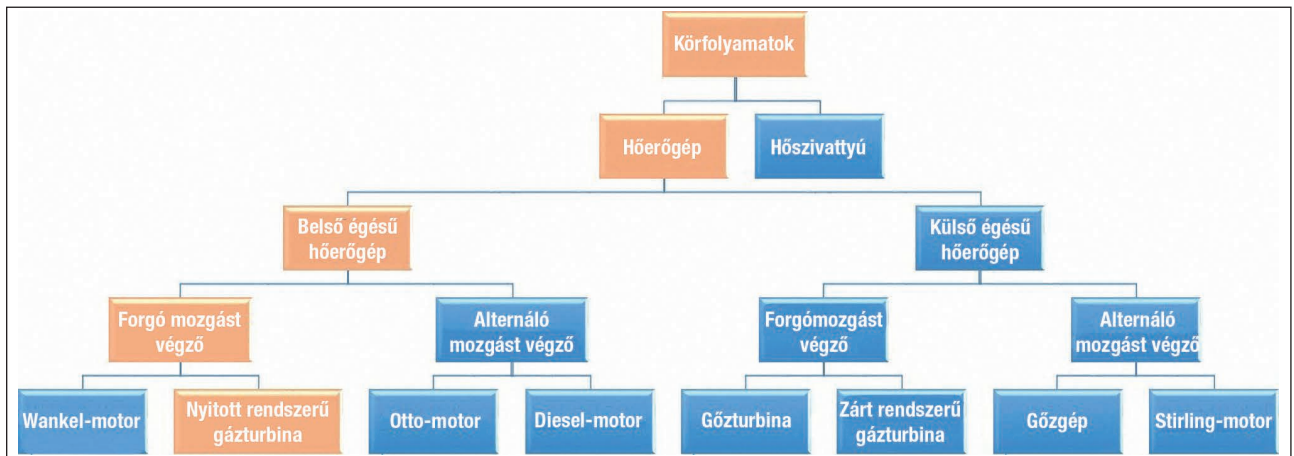 Körfolyamatok
Hőerőgép
Hőszivattyú
Belső égésű
hőerőgép
Külső égésű
hőerőgép
Forgó mozgást
végző
Alternáló
mozgást végző
Forgómozgást
végző
Alternáló
mozgást végző
Wankel-motor
Nyitott rendszerű
gázturbina
Otto-motor
Diesel-motor
Gőzturbina
Zárt rendszerű
gázturbina
Gőzgép
Stirling-motor